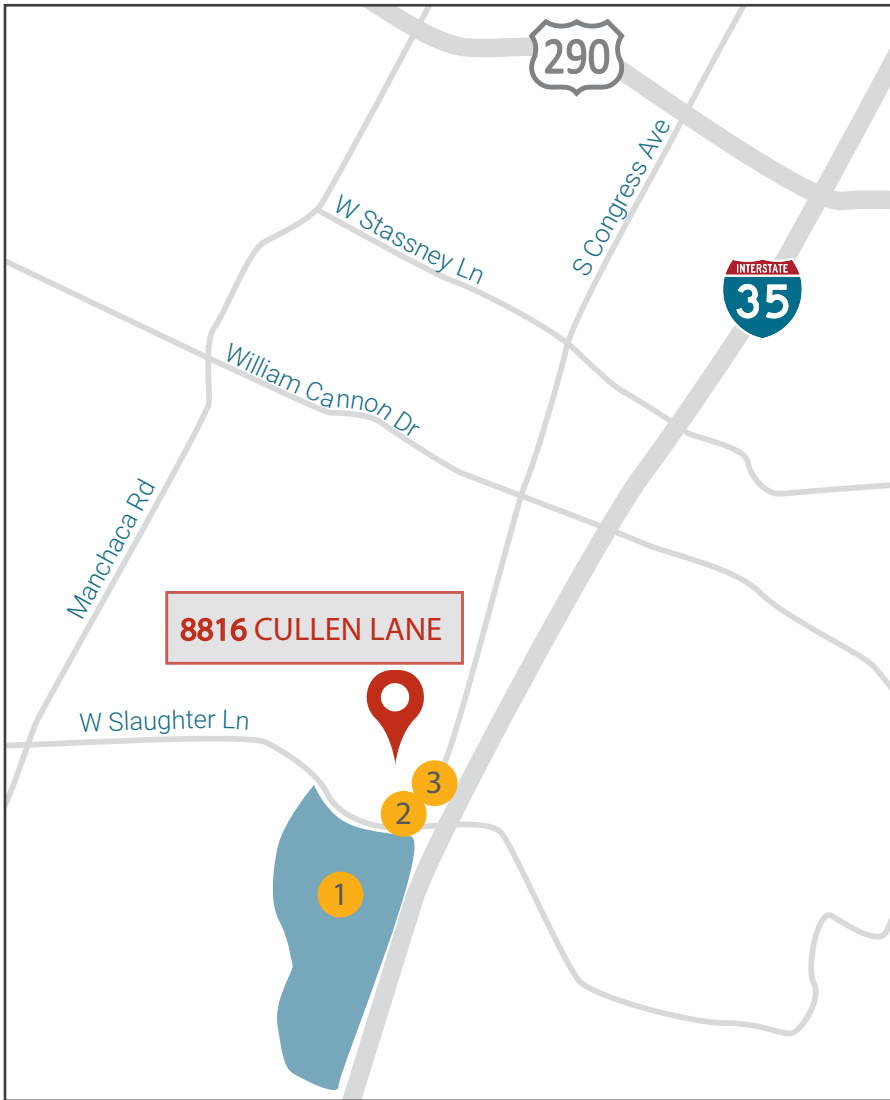 290
S Congress Ave
W Stassney Ln
INTERSTATE
35
William Cannon Dr
Manchaca Rd
8816 CULLEN LANE
W Slaughter Ln
3
2
1